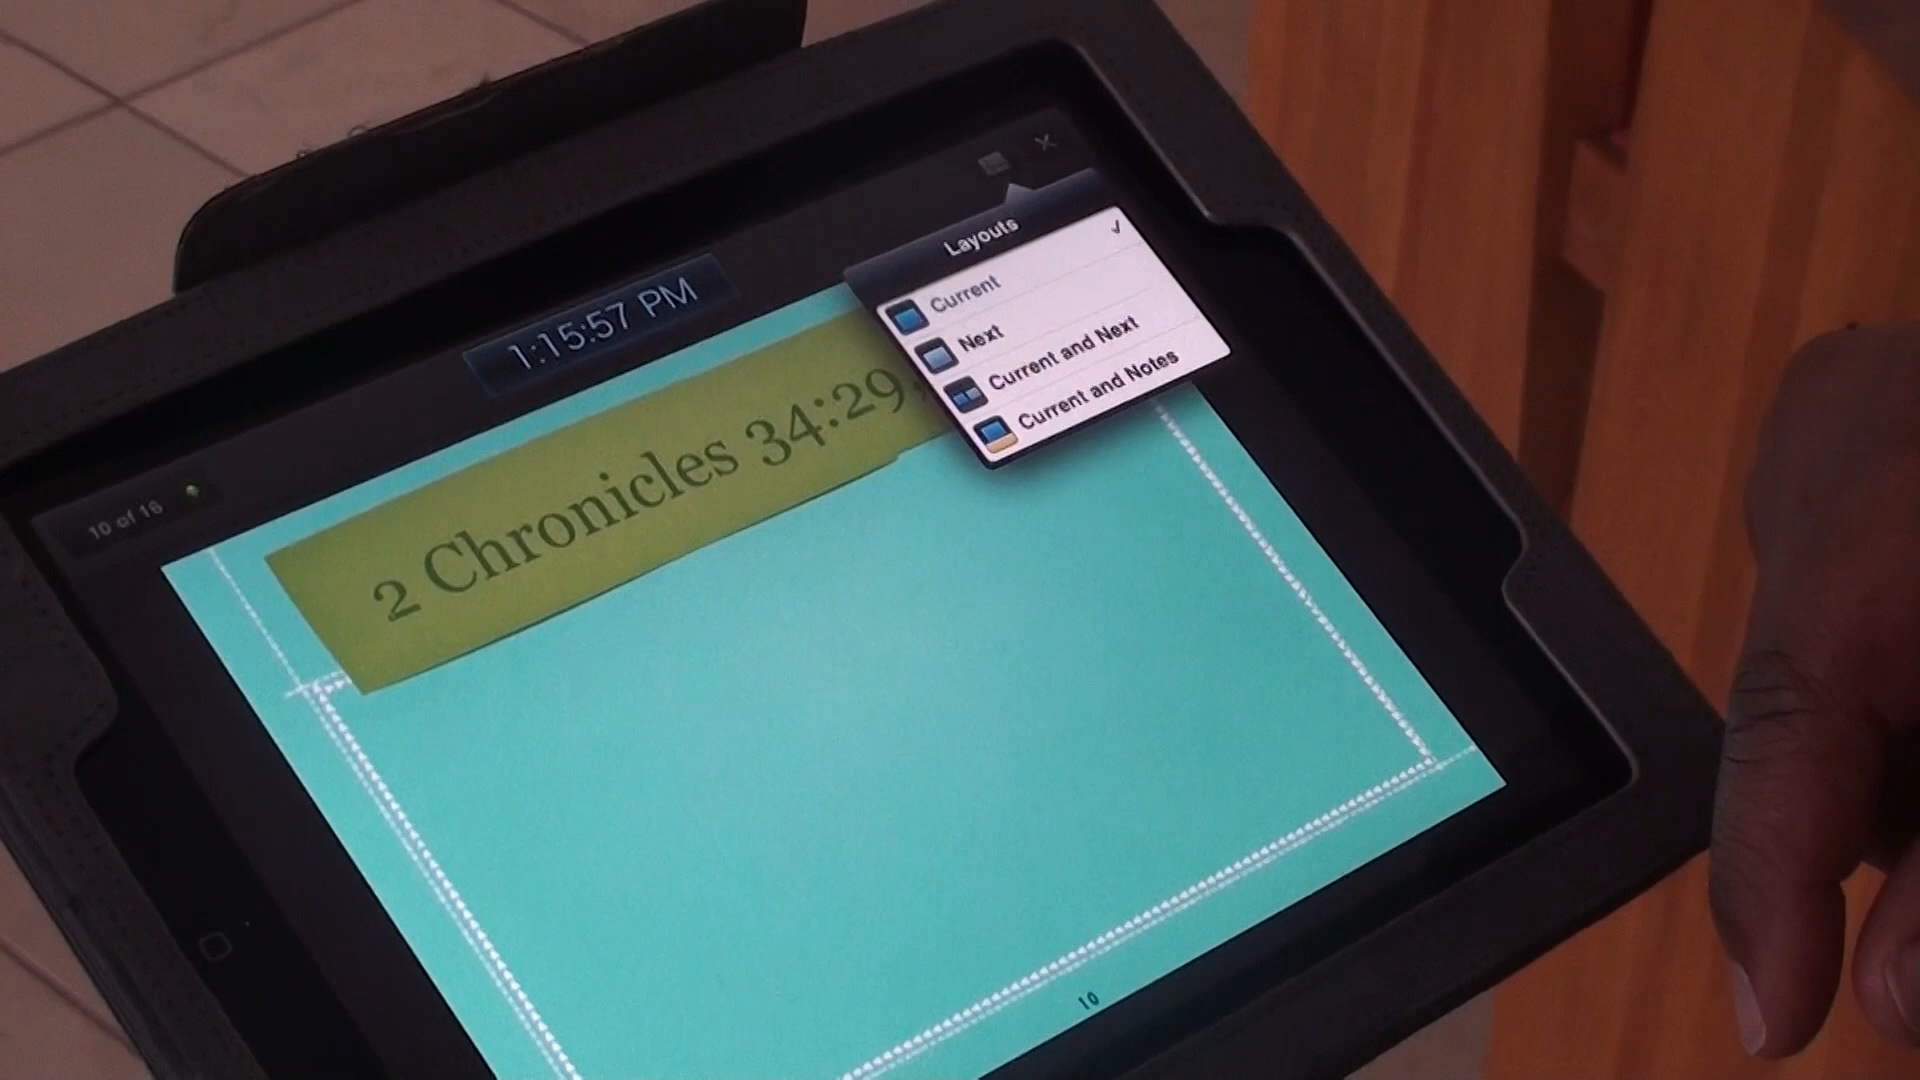 1:15:57 PM
10 of 16
Layouts
Current
Next
Current and Next
Current and Notes
2 Chronicles 34:29
10